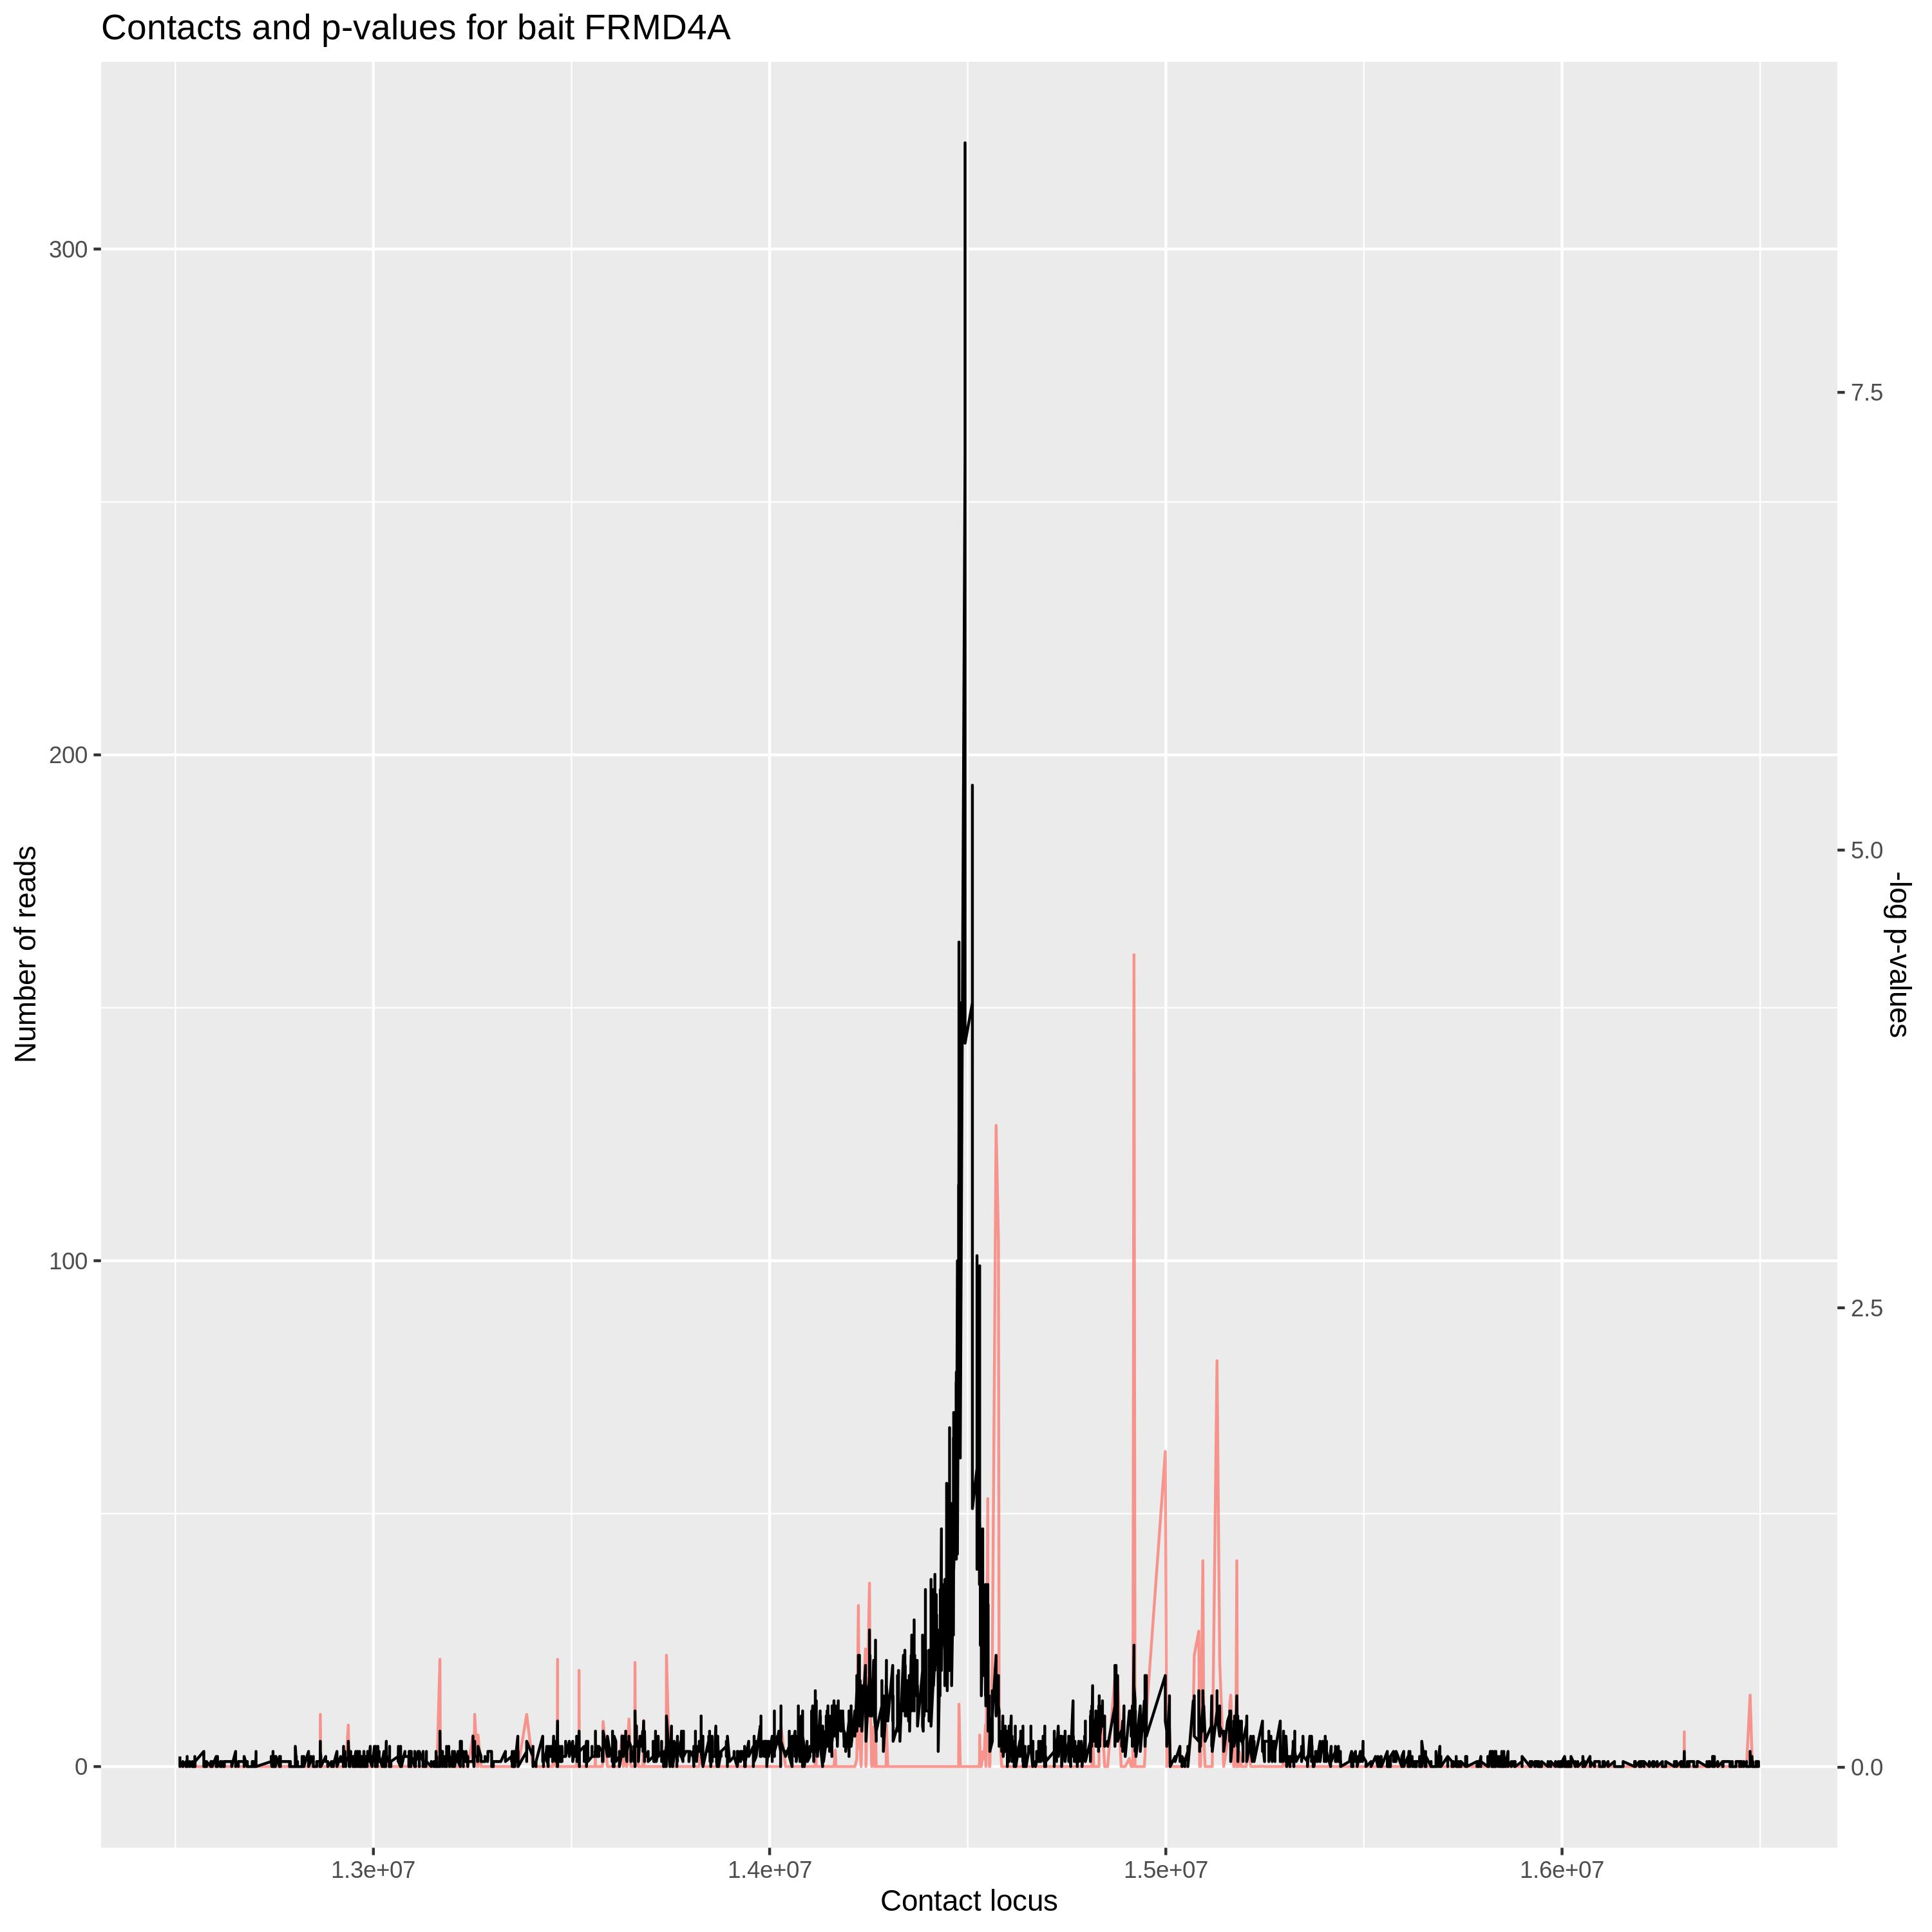 Contacts and p-values for bait FRMD4A
300
200
100
0
Number of reads
7.5
5.0
2.5
0.0
-log p-values
1.3e+07
1.4e+07
1.5e+07
1.6e+07
Contact locus